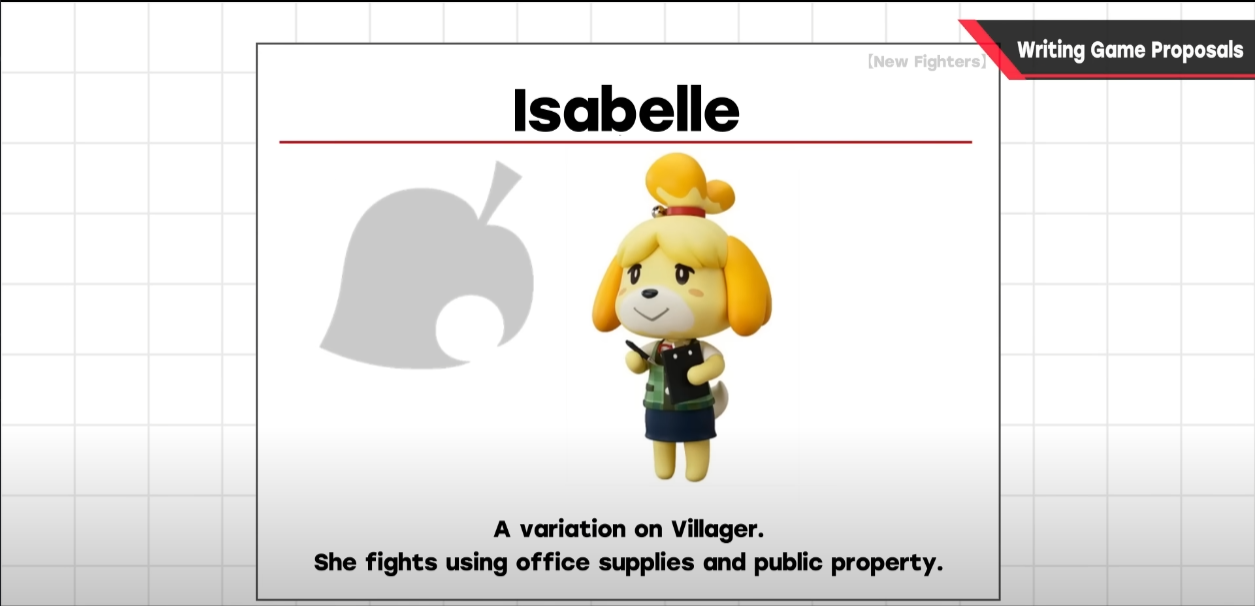 Writing Game Proposals
[New Fighters]
Isabelle
A variation on Villager.
She fights using office supplies and public property.